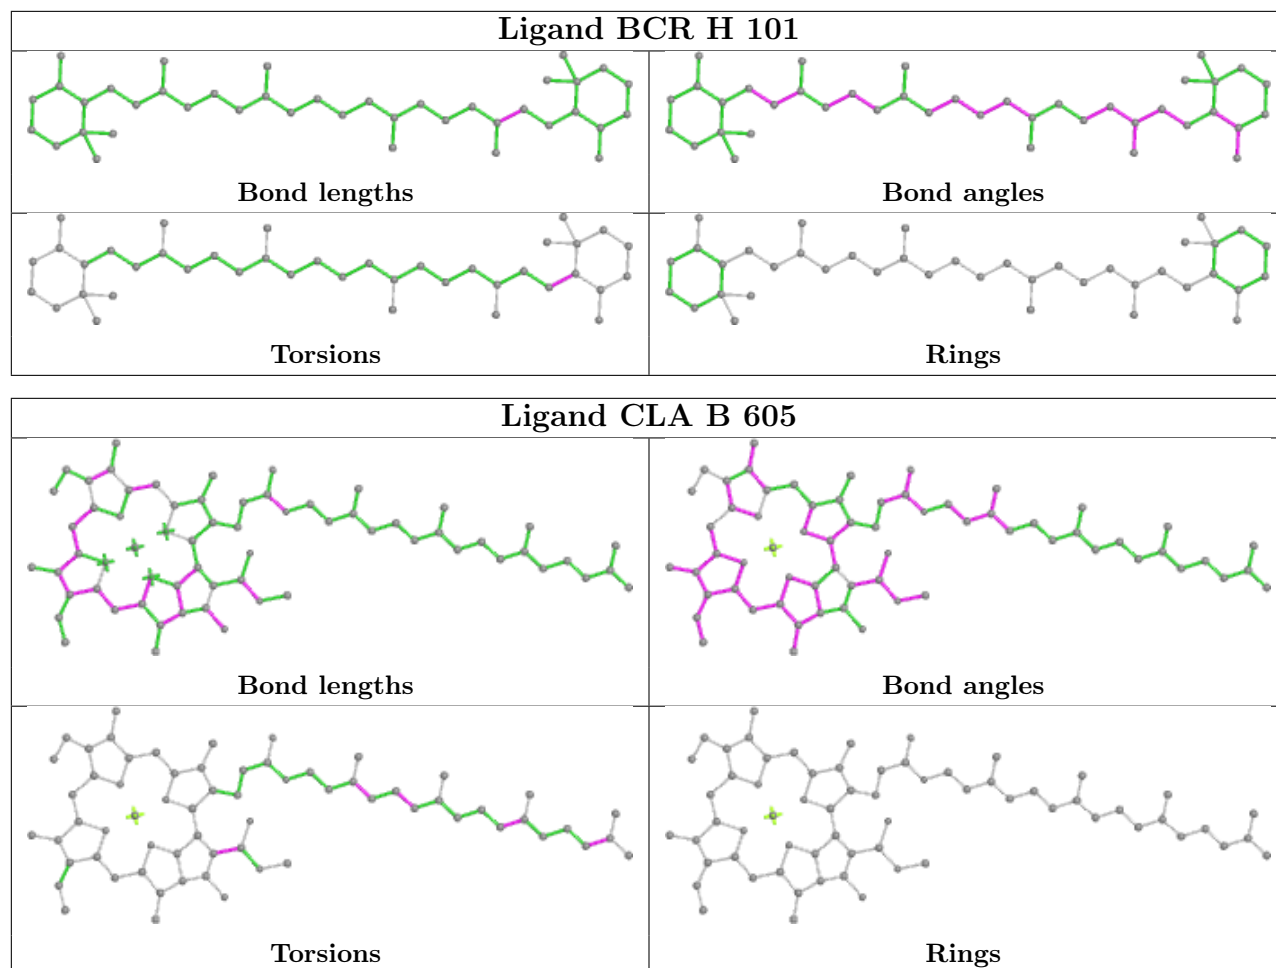 Ligand BCR H 101
Bond lengths
Bond angles
Torsions
Rings
Ligand CLA B 605
Bond lengths
Bond angles
Torsions
Rings